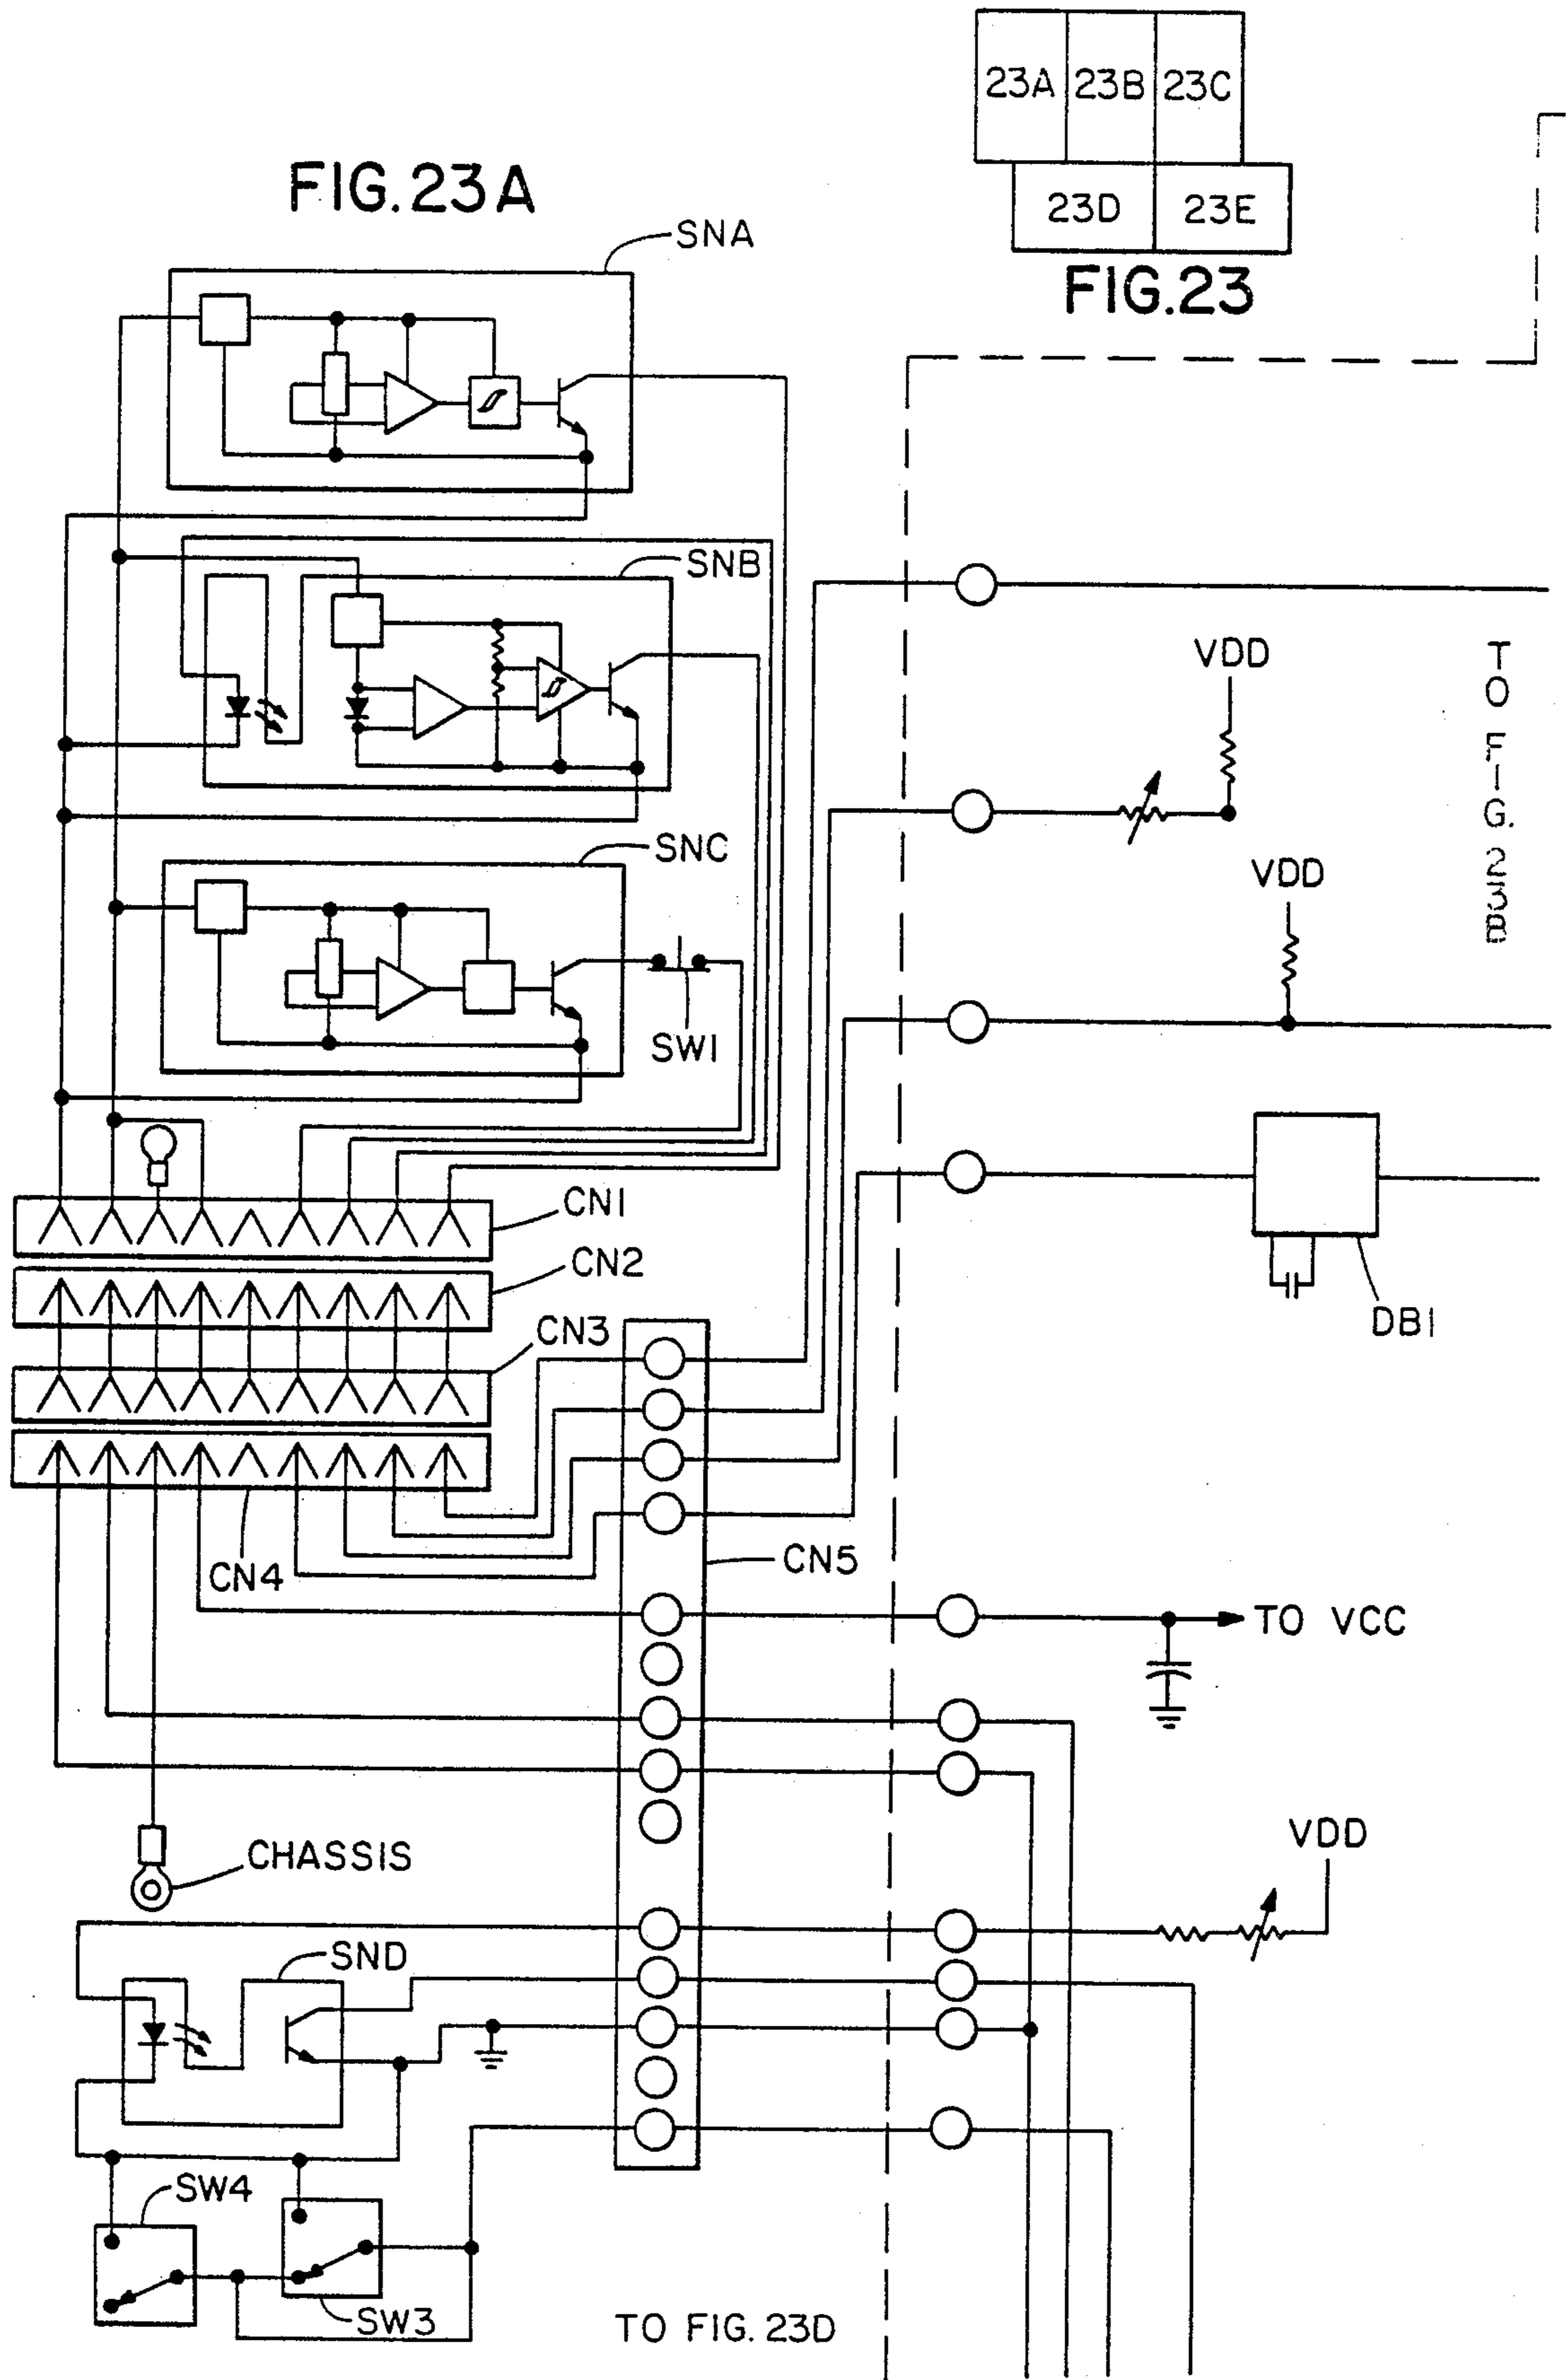 23A 23B 23C
23D 23E
FIG.23
FIG.23A
SNA
SNB
VDD
TO FIG. 23B
SNC
VDD
SW1
CN1
CN2
CN3
DB1
CN4
CN5
TO VCC
CHASSIS
VDD
SND
SW4
SW3
TO FIG. 23D